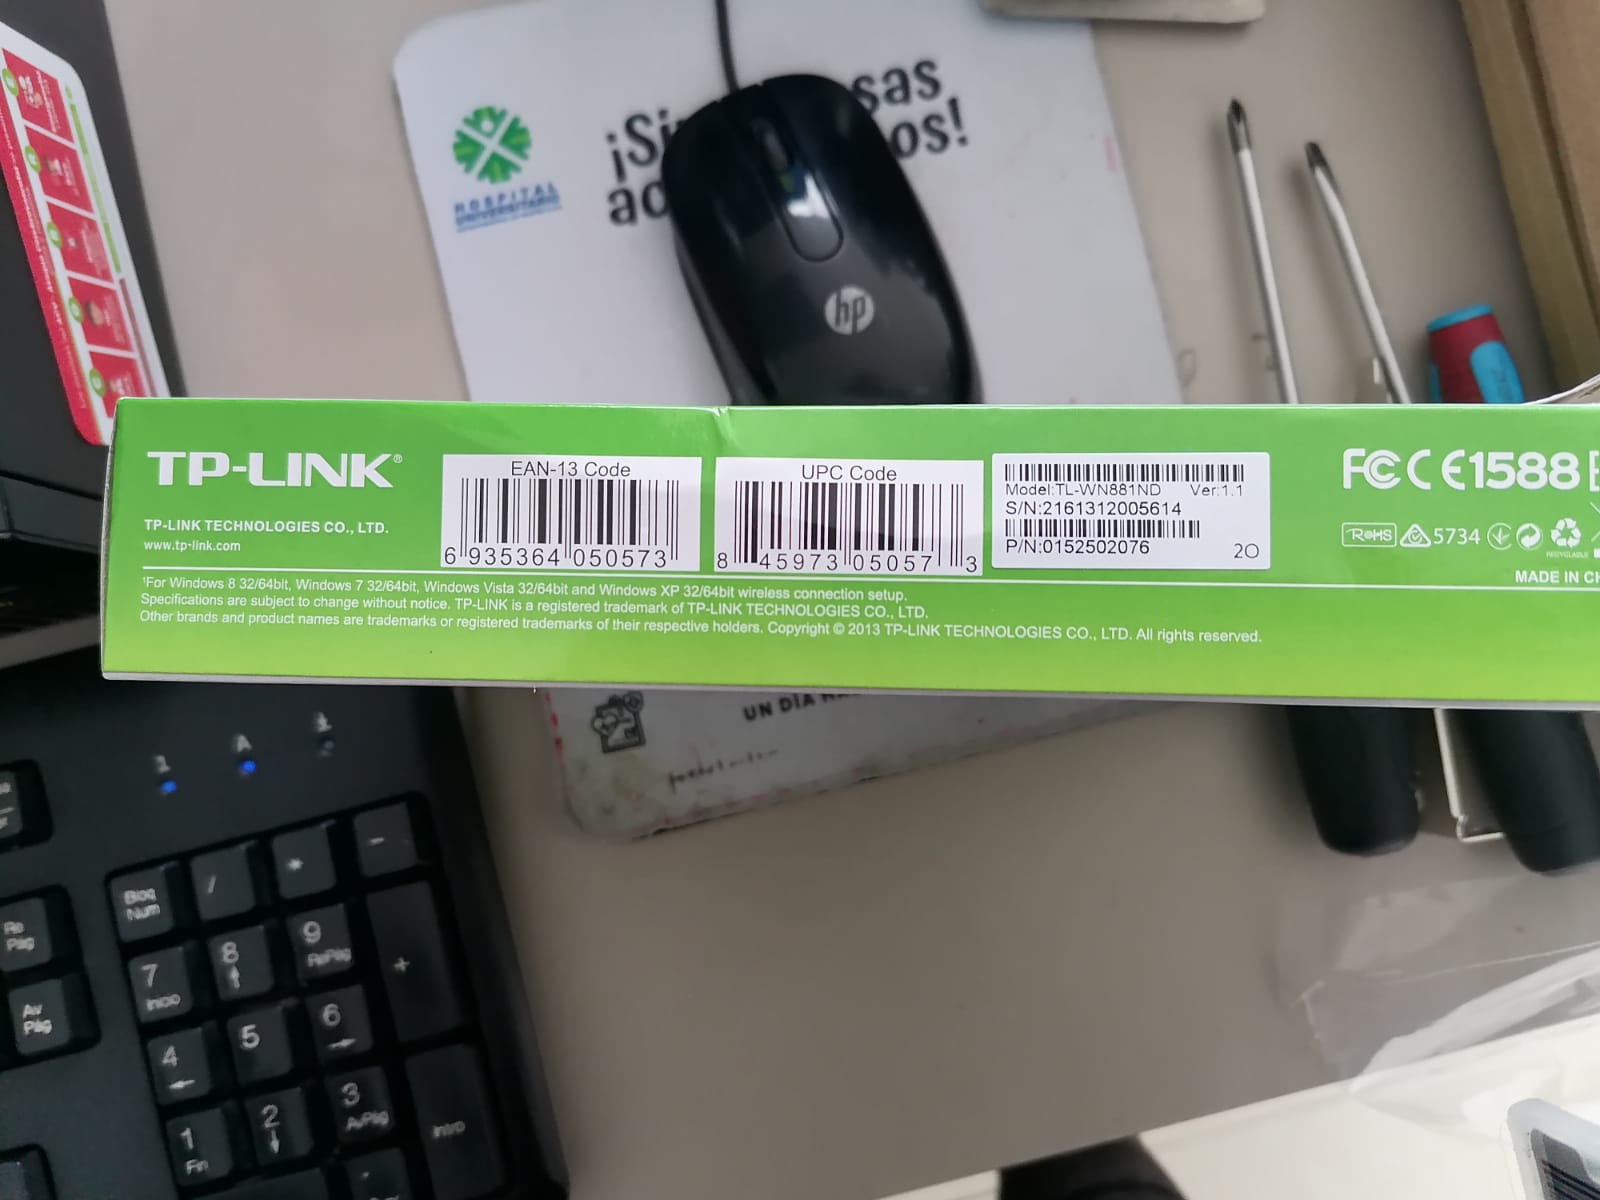 ¡Si
sas
ac
os!
HOSPITAL
UNIVERSITARIO
hp
TP-LINK®
TP-LINK TECHNOLOGIES CO., LTD.
www.tp-link.com
EAN-13 Code
6 935364 050573
UPC Code
8 45973 05057 3
Model:TL-WN881ND Ver:1.1
S/N:2161312005614
P/N:0152502076
20
FC CE1588
RoHS 5734
RECYCLABLE
MADE IN CH
¹For Windows 8 32/64bit, Windows 7 32/64bit, Windows Vista 32/64bit and Windows XP 32/64bit wireless connection setup.
Specifications are subject to change without notice. TP-LINK is a registered trademark of TP-LINK TECHNOLOGIES CO., LTD.
Other brands and product names are trademarks or registered trademarks of their respective holders. Copyright © 2013 TP-LINK TECHNOLOGIES CO., LTD. All rights reserved.
UN DÍA
1 A
Bloq
Num
/ * -
Re
Pág
7
Inicio
8
9
RePág
+
Av
Pág
4
5
6
1
Fin
2
3
AvPág
Intro